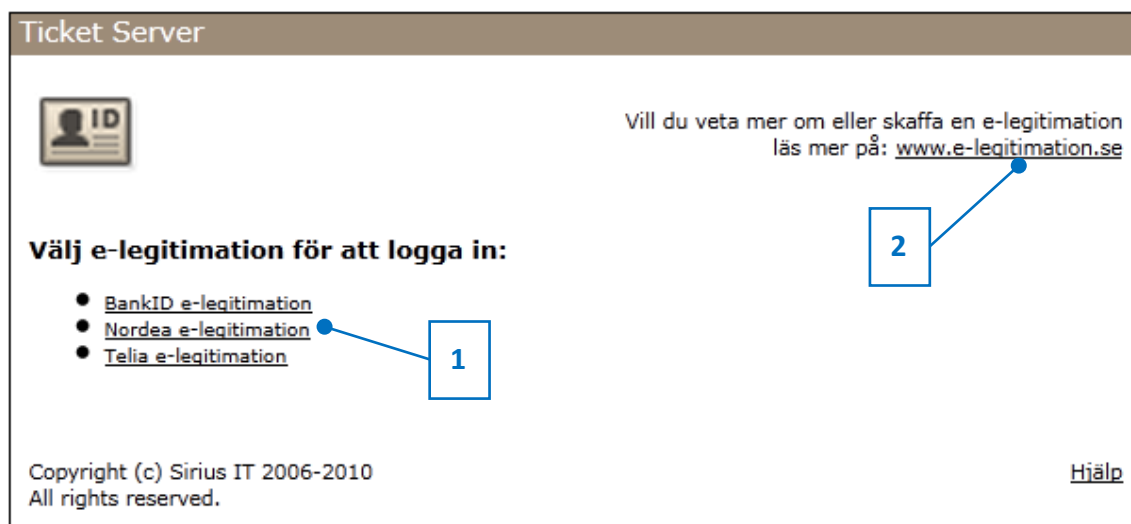 Ticket Server
ID
Vill du veta mer om eller skaffa en e-legitimation
läs mer på: www.e-legitimation.se
2
Välj e-legitimation för att logga in:
BankID e-legitimation
Nordea e-legitimation
Telia e-legitimation
1
Copyright (c) Sirius IT 2006-2010
All rights reserved.
Hjälp